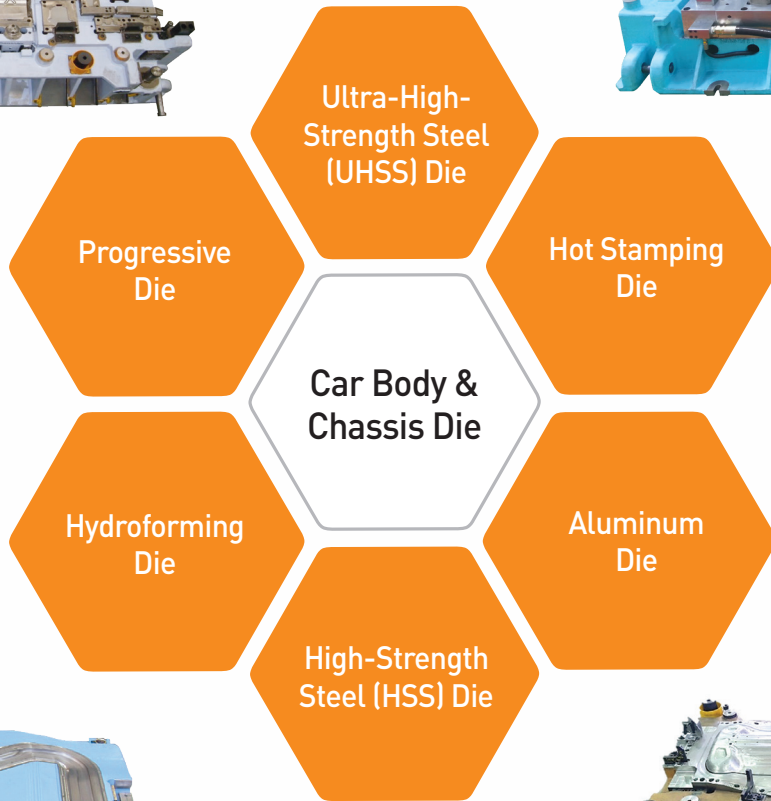 Ultra-High-
Strength Steel
(UHSS) Die
Progressive
Die
Hot Stamping
Die
Car Body &
Chassis Die
Hydroforming
Die
Aluminum
Die
High-Strength
Steel (HSS) Die